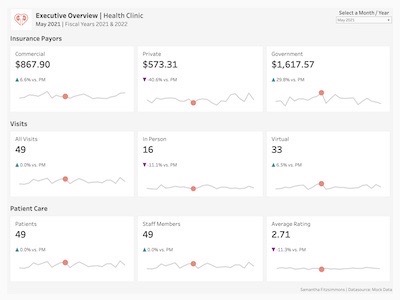 Executive Overview | Health Clinic
May 2021 | Fiscal Years 2021 & 2022
Select a Month / Year
May 2021
Insurance Payors
Commercial
$867.90
▲ 6.6% vs. PM
Private
$573.31
▼ -40.6% vs. PM
Government
$1,617.57
▲ 29.8% vs. PM
Visits
All Visits
49
▲ 0.0% vs. PM
In Person
16
▼ -11.1% vs. PM
Virtual
33
▲ 6.5% vs. PM
Patient Care
Patients
49
▲ 0.0% vs. PM
Staff Members
49
▲ 0.0% vs. PM
Average Rating
2.71
▼ -11.3% vs. PM
Samantha Fitzsimmons | Datasource: Mock Data